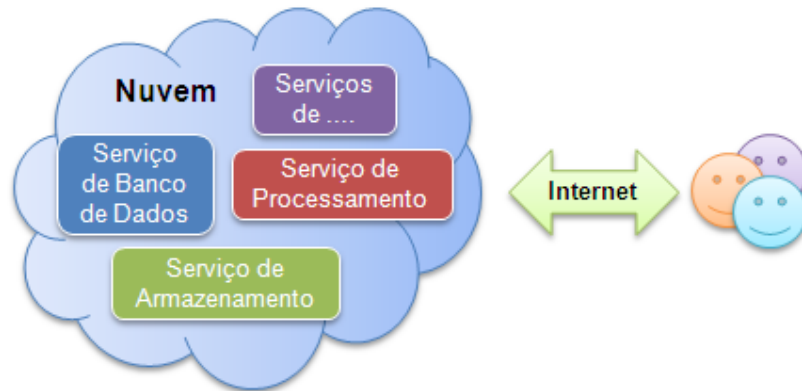 Nuvem
Serviços
de ....
Serviço
de Banco
de Dados
Serviço de
Processamento
Serviço de
Armazenamento
Internet